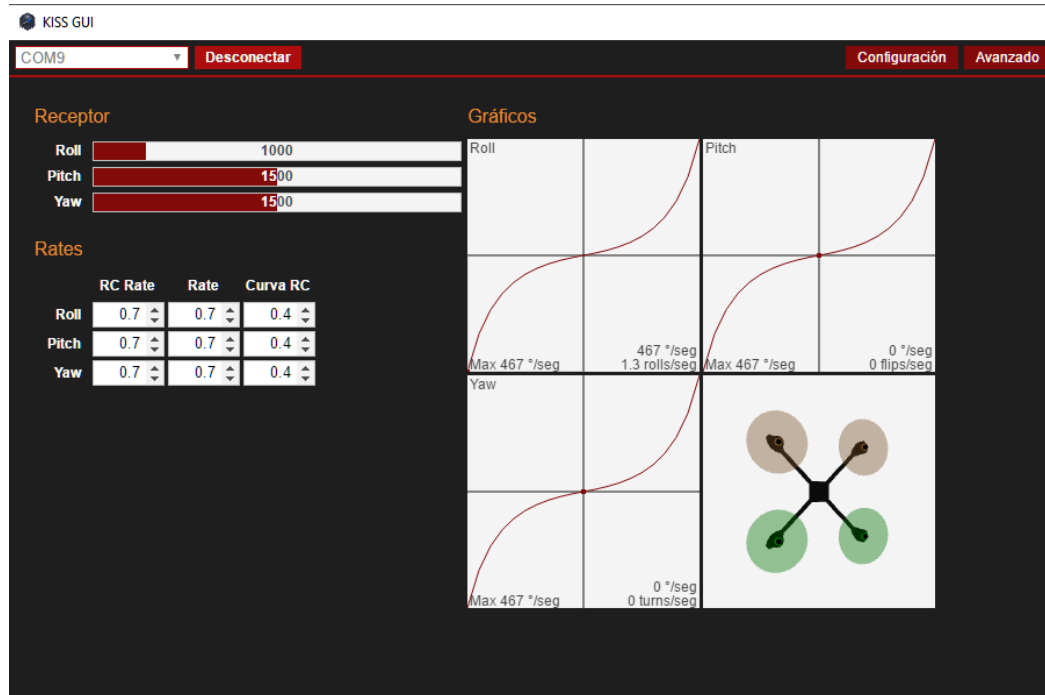 KISS GUI
COM9 Desconectar Configuración Avanzado
Receptor
Roll 1000
Pitch 1500
Yaw 1500
Rates
RC Rate Rate Curva RC
Roll 0.7 0.7 0.4
Pitch 0.7 0.7 0.4
Yaw 0.7 0.7 0.4
Gráficos
Roll
467 °/seg
Max 467 °/seg 1.3 rolls/seg
Pitch
0 °/seg
Max 467 °/seg 0 flips/seg
Yaw
0 °/seg
Max 467 °/seg 0 turns/seg